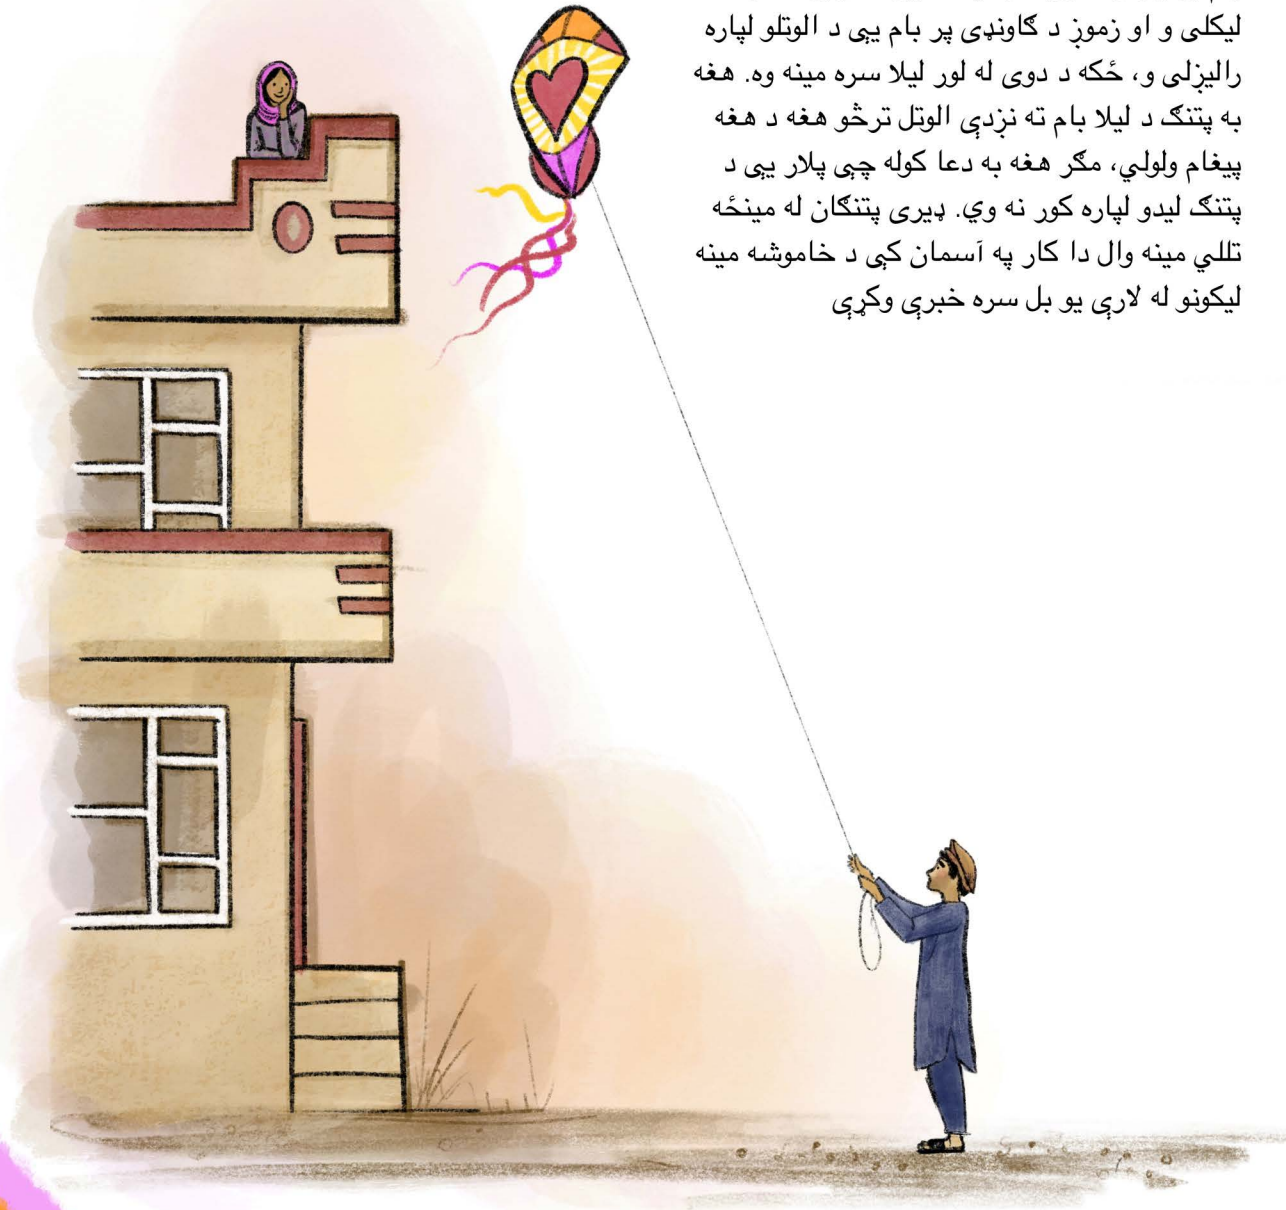 لیکلی و او زموږ د ګاونډی پر بام یې د الوتلو لپاره
رالیږلی و، ځکه د دوی له لور لیلا سره مینه وه. هغه
به پتنګ د لیلا بام ته نږدې الوتل ترڅو هغه د هغه
پیغام ولولي، مګر هغه به دعا کوله چې پلار یې د
پتنګ لیدو لپاره کور نه وي. ډیری پتنګان له مینځه
تللي مینه وال دا کار په آسمان کې د خاموشه مینه
لیکونو له لارې یو بل سره خبرې وکړې